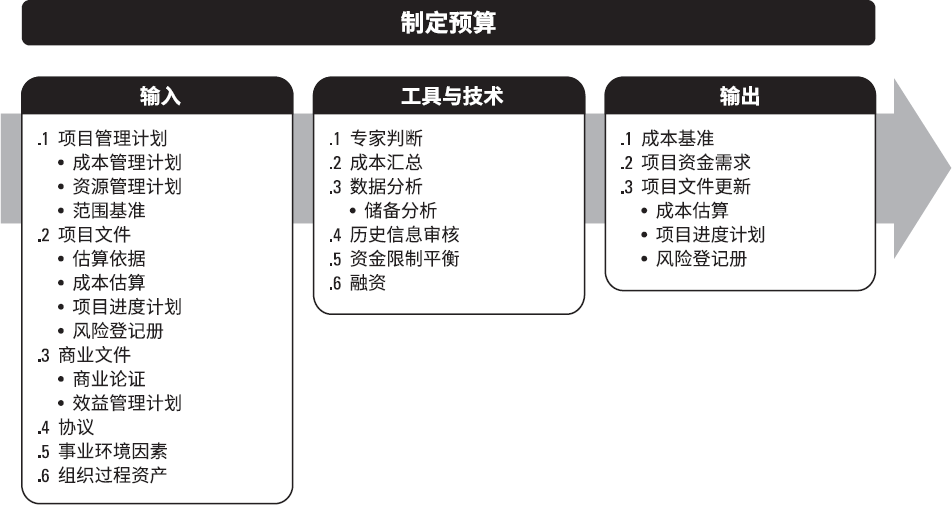 制定预算
输入
.1 项目管理计划
• 成本管理计划
• 资源管理计划
• 范围基准
.2 项目文件
• 估算依据
• 成本估算
• 项目进度计划
• 风险登记册
.3 商业文件
• 商业论证
• 效益管理计划
.4 协议
.5 事业环境因素
.6 组织过程资产
工具与技术
.1 专家判断
.2 成本汇总
.3 数据分析
• 储备分析
.4 历史信息审核
.5 资金限制平衡
.6 融资
输出
.1 成本基准
.2 项目资金需求
.3 项目文件更新
• 成本估算
• 项目进度计划
• 风险登记册